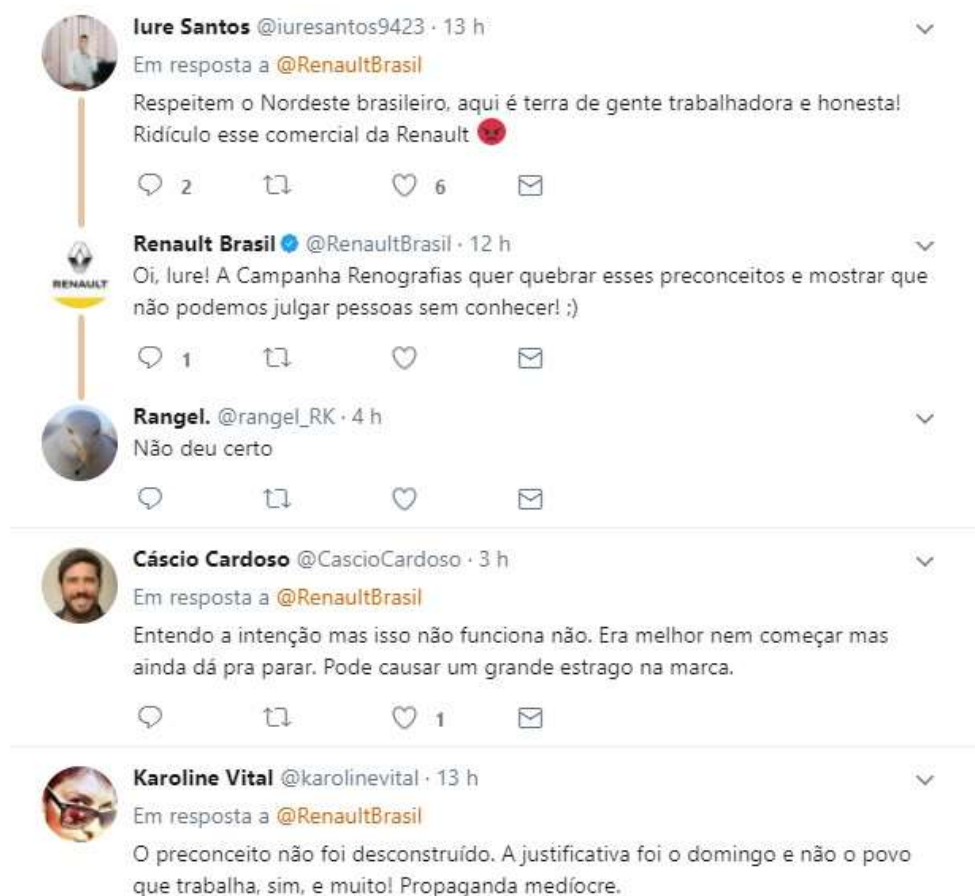 Iure Santos @iuresantos9423 · 13 h
Em resposta a @RenaultBrasil
Respeitem o Nordeste brasileiro, aqui é terra de gente trabalhadora e honesta!
Ridículo esse comercial da Renault 😡
2 6
Renault Brasil @RenaultBrasil · 12 h
RENAULT
Oi, Iure! A Campanha Renografias quer quebrar esses preconceitos e mostrar que
não podemos julgar pessoas sem conhecer! ;)
1
Rangel. @rangel_RK · 4 h
Não deu certo
Cáscio Cardoso @CascioCardoso · 3 h
Em resposta a @RenaultBrasil
Entendo a intenção mas isso não funciona não. Era melhor nem começar mas
ainda dá pra parar. Pode causar um grande estrago na marca.
1
Karoline Vital @karolinevital · 13 h
Em resposta a @RenaultBrasil
O preconceito não foi desconstruído. A justificativa foi o domingo e não o povo
que trabalha, sim, e muito! Propaganda medíocre.